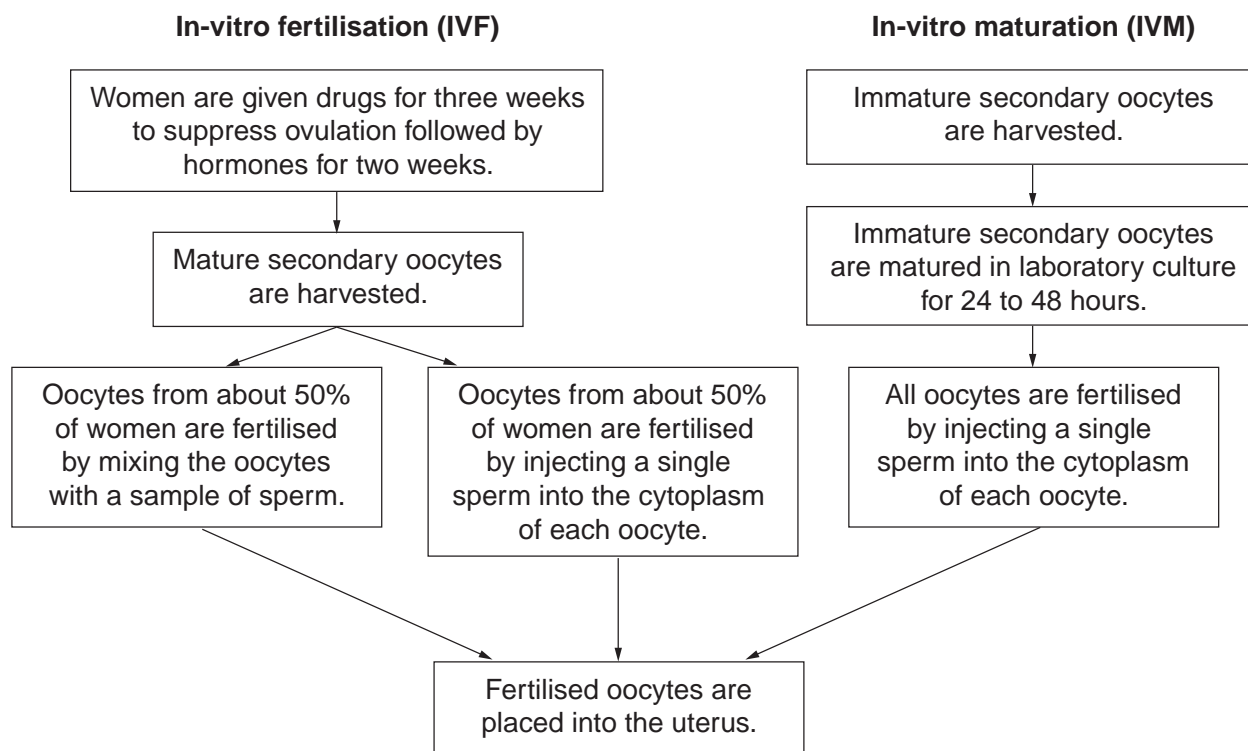 In-vitro fertilisation (IVF)
Women are given drugs for three weeks
to suppress ovulation followed by
hormones for two weeks.
Mature secondary oocytes
are harvested.
Oocytes from about 50%
of women are fertilised
by mixing the oocytes
with a sample of sperm.
Oocytes from about 50%
of women are fertilised
by injecting a single
sperm into the cytoplasm
of each oocyte.
In-vitro maturation (IVM)
Immature secondary oocytes
are harvested.
Immature secondary oocytes
are matured in laboratory culture
for 24 to 48 hours.
All oocytes are fertilised
by injecting a single
sperm into the cytoplasm
of each oocyte.
Fertilised oocytes are
placed into the uterus.